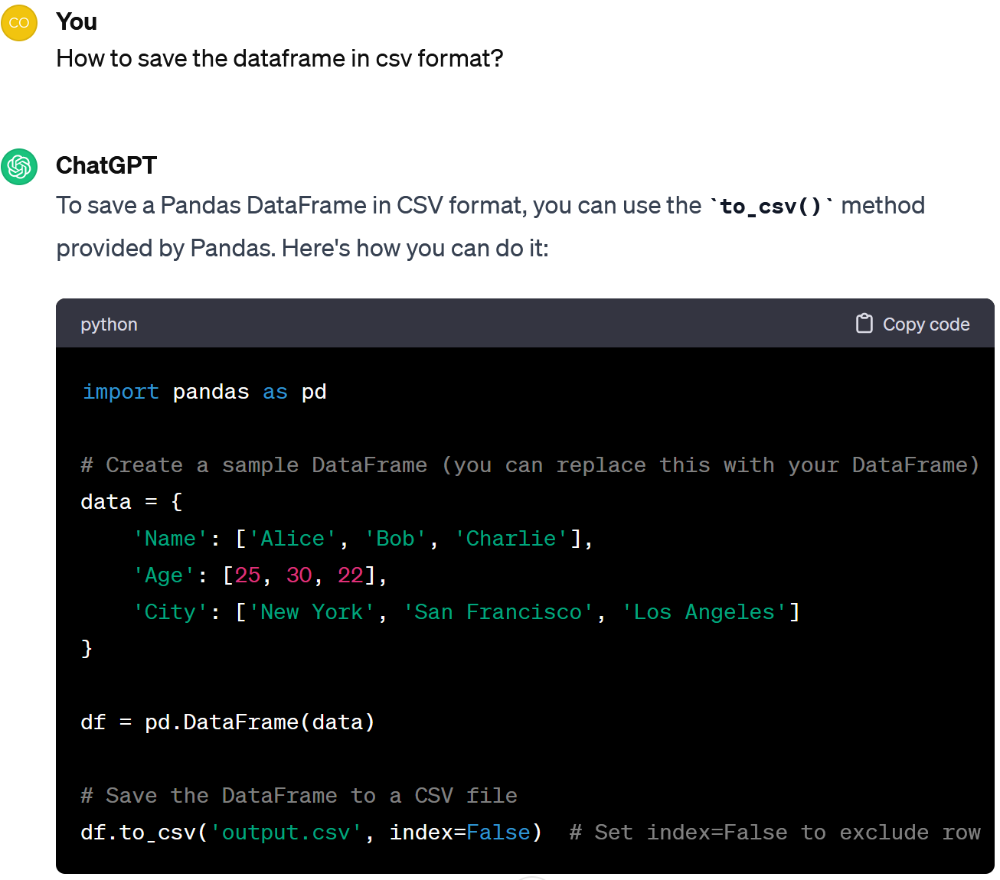 CO
You
How to save the dataframe in csv format?
ChatGPT
To save a Pandas DataFrame in CSV format, you can use the `to_csv()` method
provided by Pandas. Here's how you can do it:
python
Copy code
import pandas as pd
# Create a sample DataFrame (you can replace this with your DataFrame)
data = {
    'Name': ['Alice', 'Bob', 'Charlie'],
    'Age': [25, 30, 22],
    'City': ['New York', 'San Francisco', 'Los Angeles']
}
df = pd.DataFrame(data)
# Save the DataFrame to a CSV file
df.to_csv('output.csv', index=False)  # Set index=False to exclude row